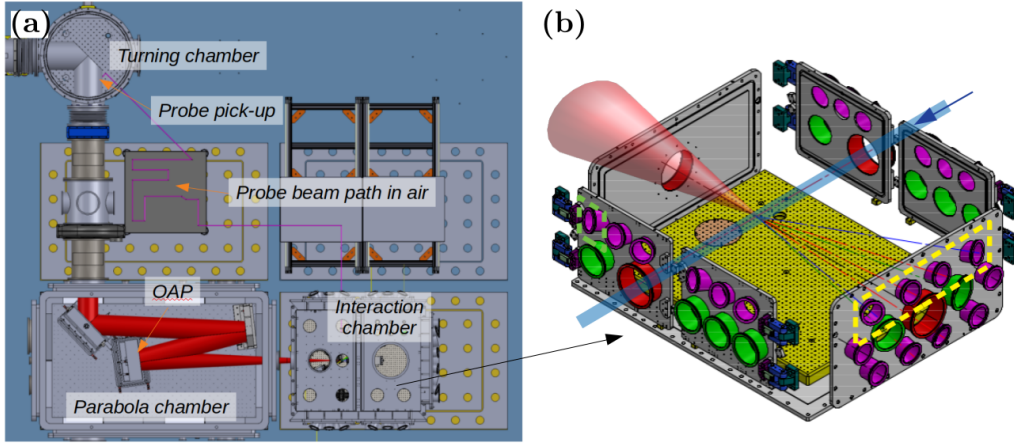 (a)
Turning chamber
Probe pick-up
Probe beam path in air
OAP
Interaction
chamber
Parabola chamber
(b)